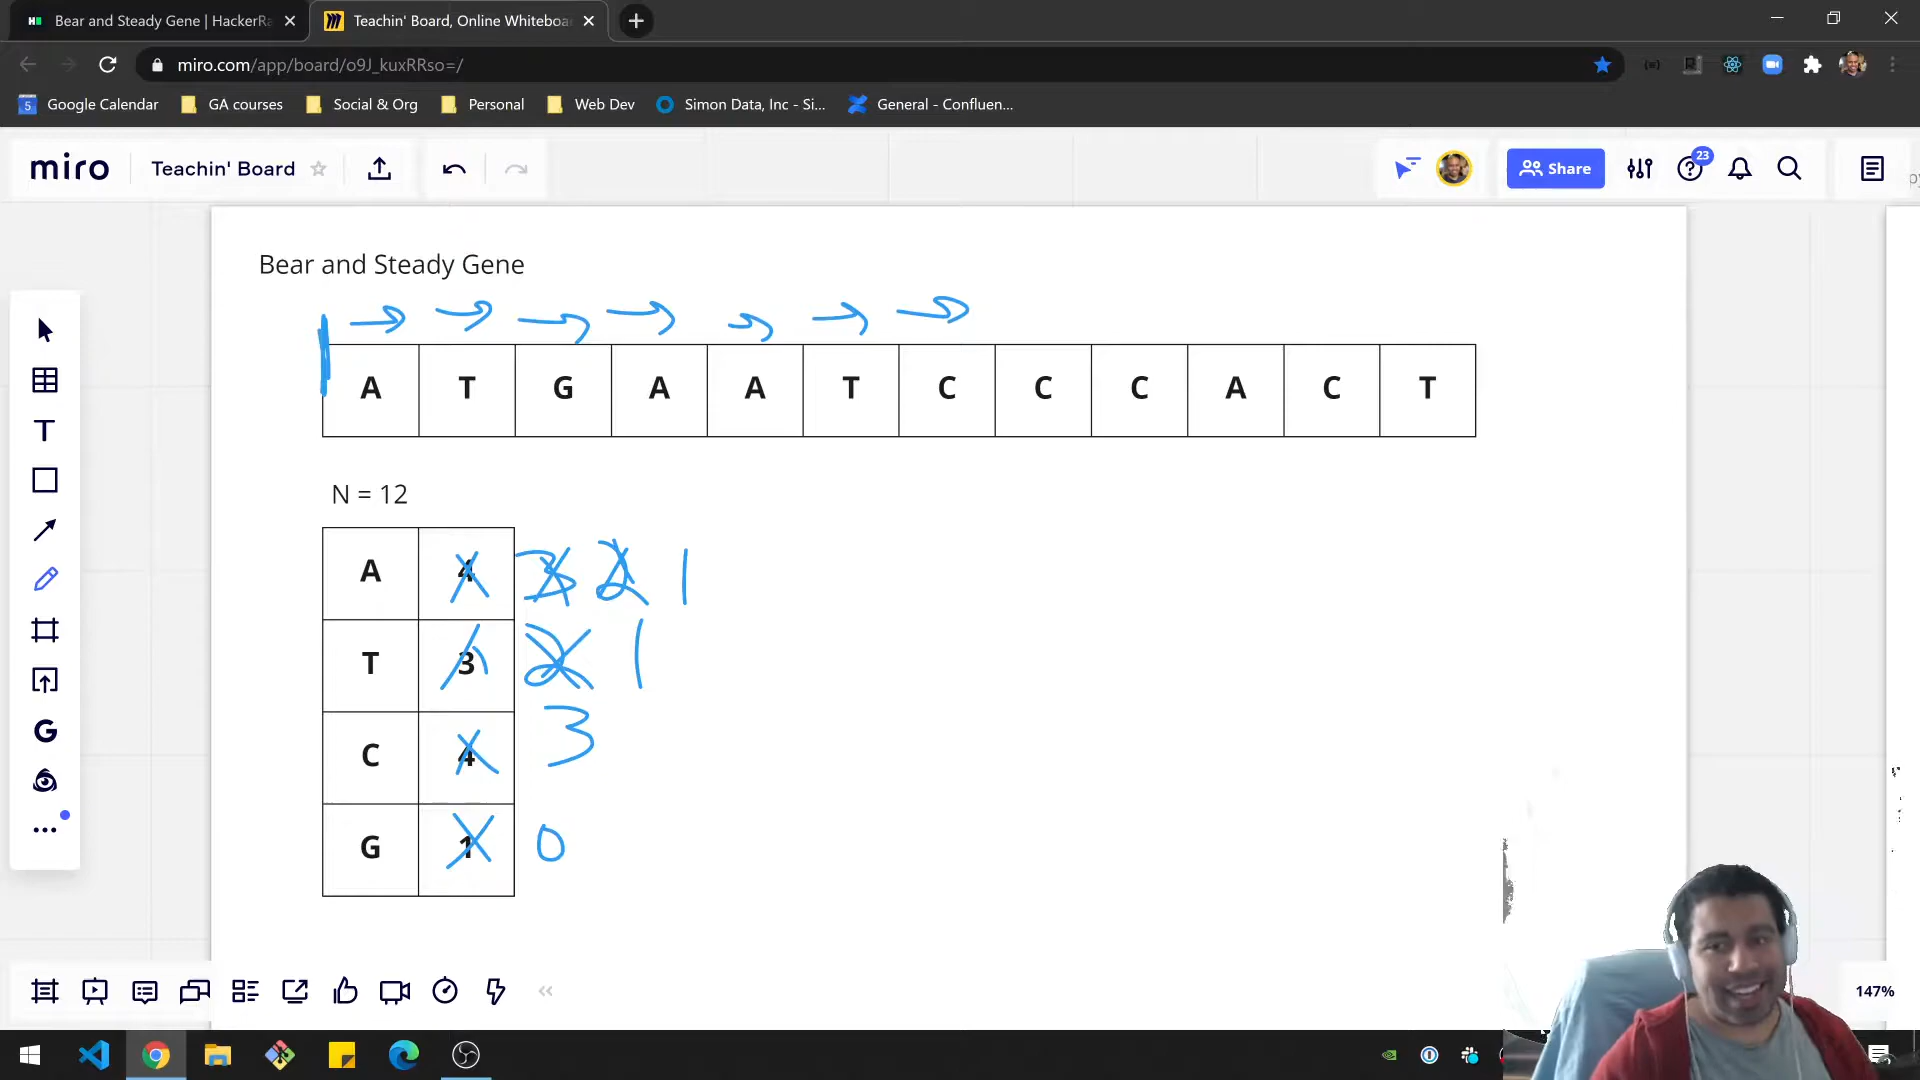 Bear and Steady Gene | HackerRa
Teachin' Board, Online Whiteboa
miro.com/app/board/o9J_kuxRRso=/
5 Google Calendar GA courses Social & Org Personal Web Dev Simon Data, Inc - Si... General - Confluen...
miro Teachin' Board Share 23
Bear and Steady Gene
A T G A A T C C C A C T
N = 12
A 4 3 2 1
T 3 2 1
C 4 3
G 1 0
147%